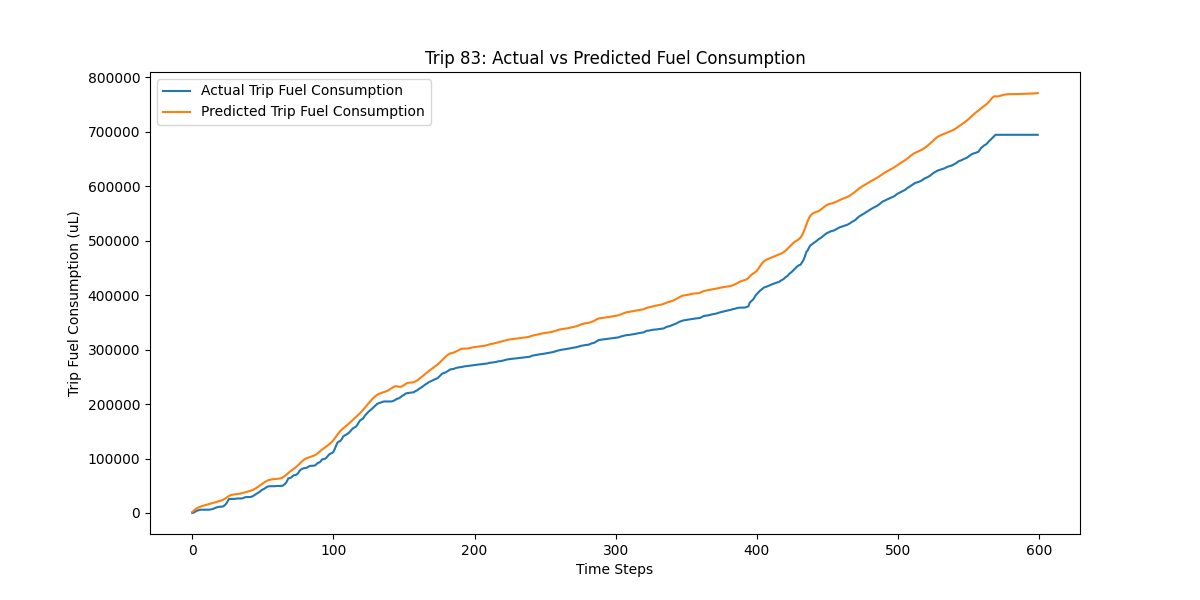 Trip 83: Actual vs Predicted Fuel Consumption
Actual Trip Fuel Consumption
Predicted Trip Fuel Consumption
Trip Fuel Consumption (uL)
800000
700000
600000
500000
400000
300000
200000
100000
0
0 100 200 300 400 500 600
Time Steps